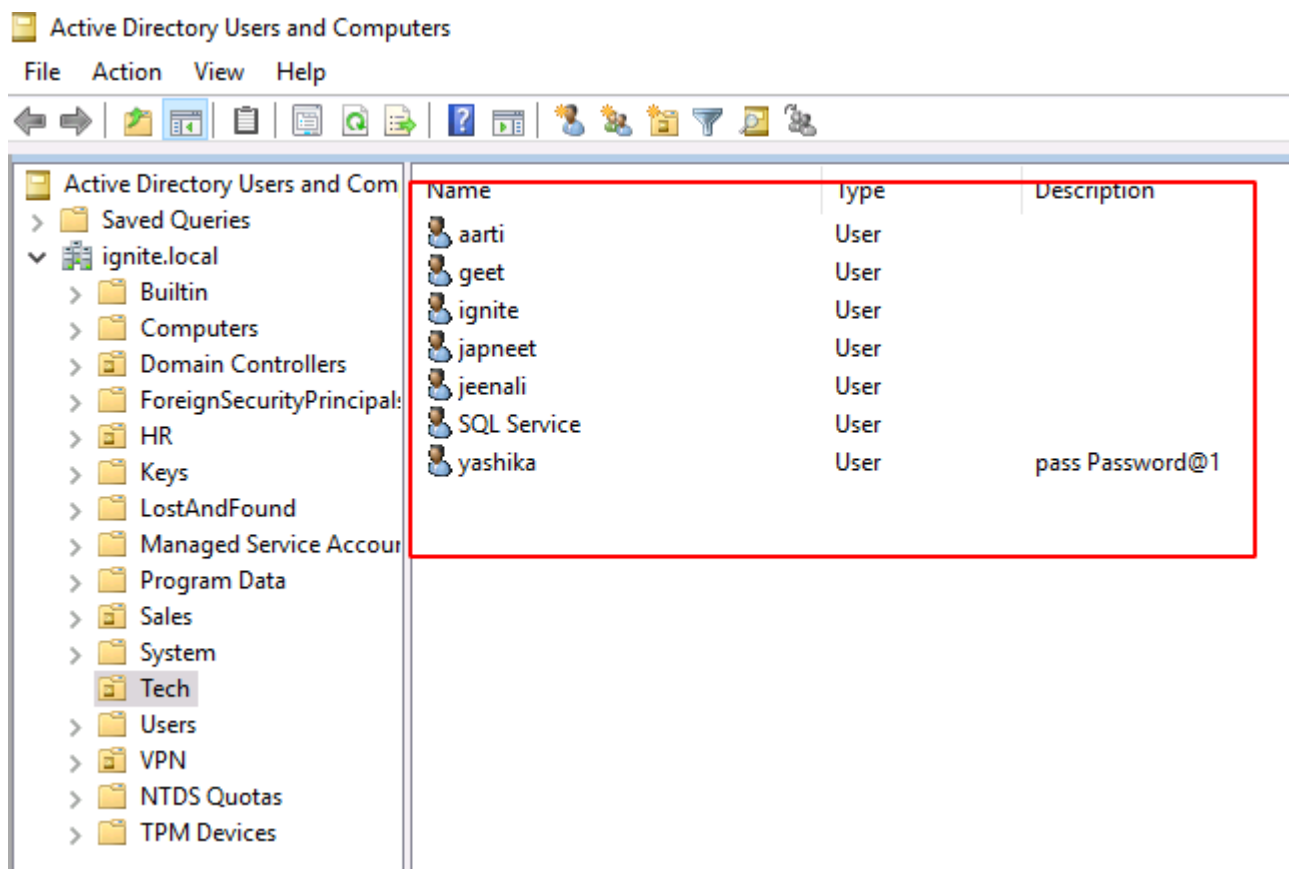 Active Directory Users and Computers
File Action View Help
Active Directory Users and Com
Saved Queries
ignite.local
Builtin
Computers
Domain Controllers
ForeignSecurityPrincipals
HR
Keys
LostAndFound
Managed Service Accour
Program Data
Sales
System
Tech
Users
VPN
NTDS Quotas
TPM Devices
Name Type Description
aarti User
geet User
ignite User
japneet User
jeenali User
SQL Service User
yashika User pass Password@1